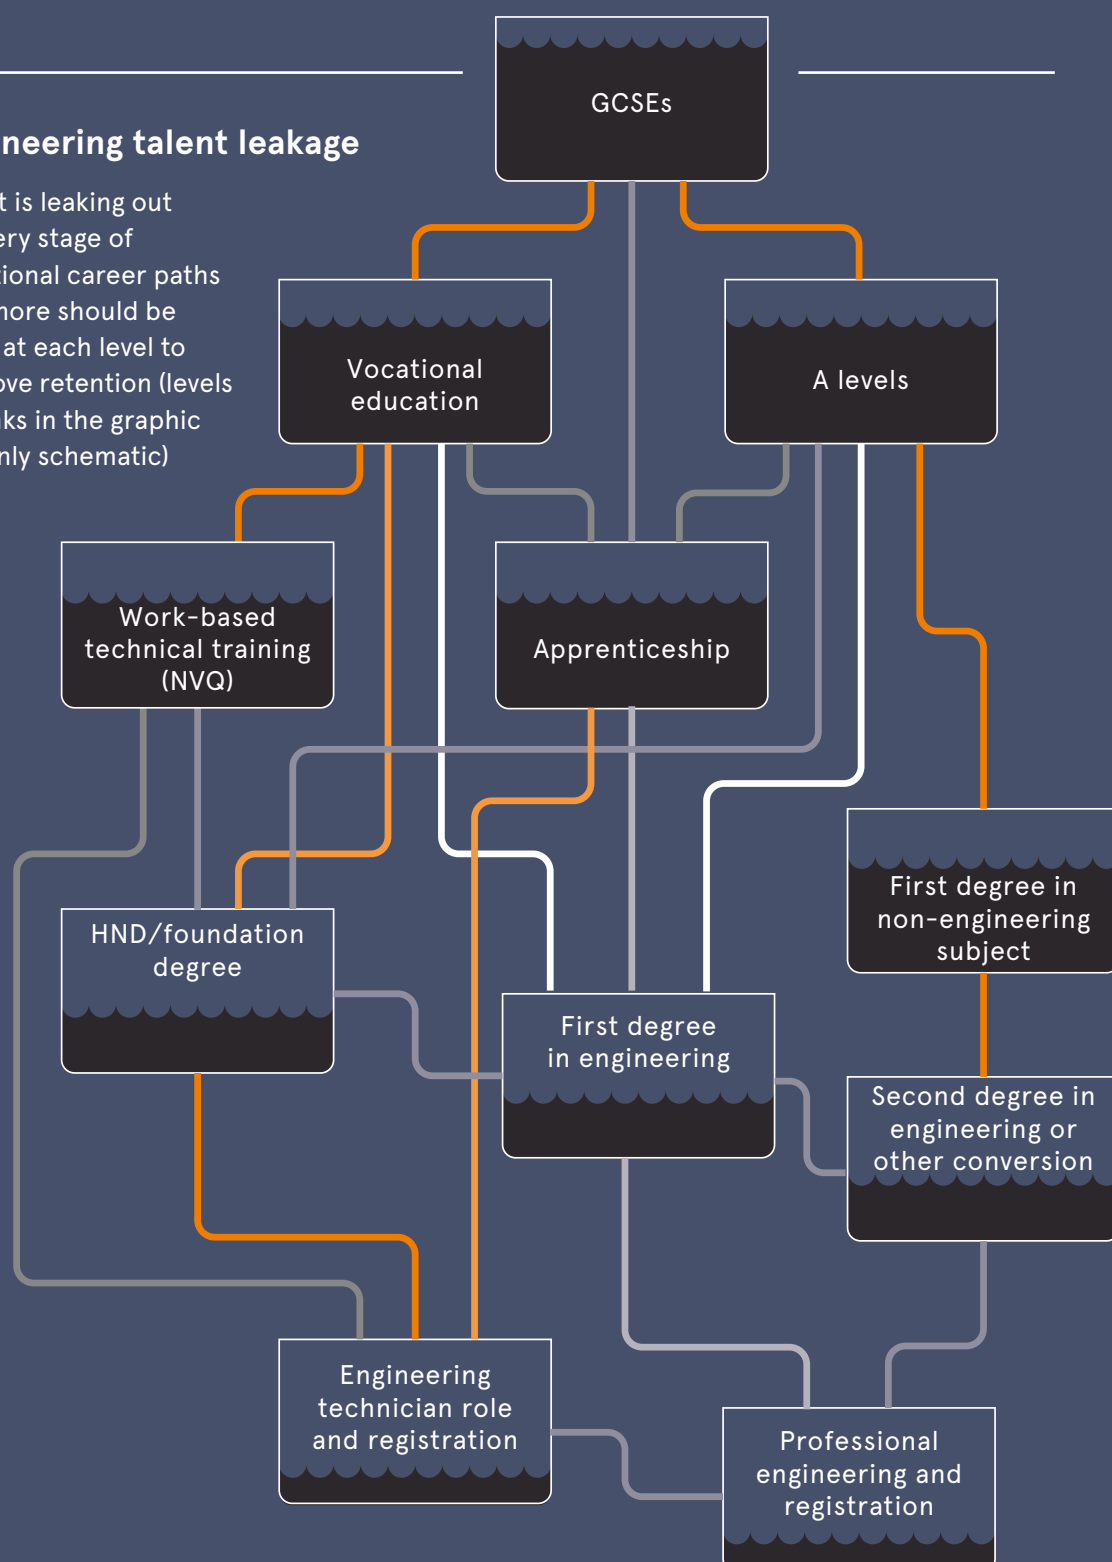 GCSEs
neering talent leakage
t is leaking out
ery stage of
tional career paths
more should be
at each level to
ove retention (levels
ks in the graphic
nly schematic)
Vocational
education
A levels
Work-based
technical training
(NVQ)
Apprenticeship
First degree in
non-engineering
subject
HND/foundation
degree
First degree
in engineering
Second degree in
engineering or
other conversion
Engineering
technician role
and registration
Professional
engineering and
registration